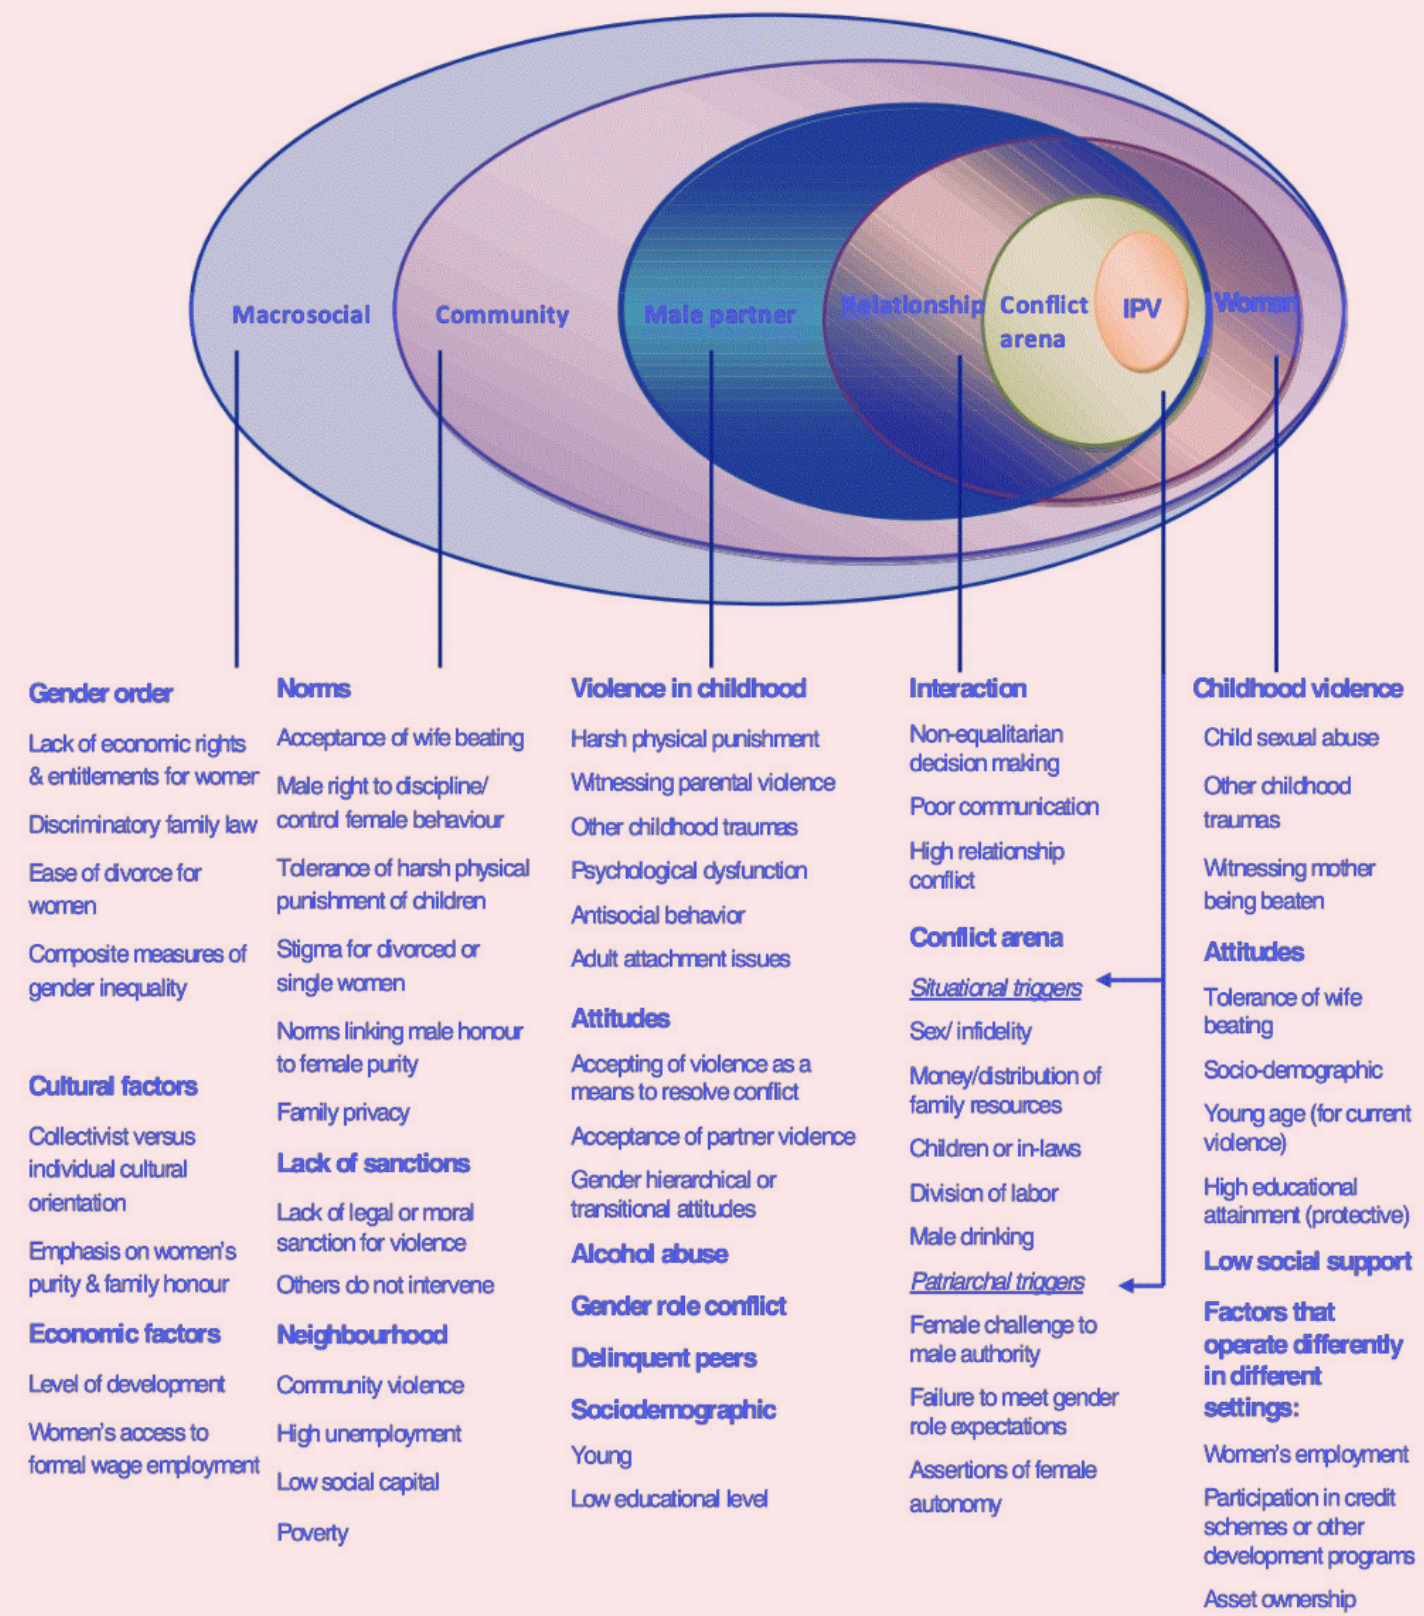 Macrosocial
Community
Male partner
Relationship
Conflict
arena
IPV
Woman
Gender order
Lack of economic rights
& entitlements for women
Discriminatory family law
Ease of divorce for
women
Composite measures of
gender inequality
Cultural factors
Collectivist versus
individual cultural
orientation
Emphasis on women's
purity & family honour
Economic factors
Level of development
Women's access to
formal wage employment
Norms
Acceptance of wife beating
Male right to discipline/
control female behaviour
Tolerance of harsh physical
punishment of children
Stigma for divorced or
single women
Norms linking male honour
to female purity
Family privacy
Lack of sanctions
Lack of legal or moral
sanction for violence
Others do not intervene
Neighbourhood
Community violence
High unemployment
Low social capital
Poverty
Violence in childhood
Harsh physical punishment
Witnessing parental violence
Other childhood traumas
Psychological dysfunction
Antisocial behavior
Adult attachment issues
Attitudes
Accepting of violence as a
means to resolve conflict
Acceptance of partner violence
Gender hierarchical or
transitional attitudes
Alcohol abuse
Gender role conflict
Delinquent peers
Sociodemographic
Young
Low educational level
Interaction
Non-equalitarian
decision making
Poor communication
High relationship
conflict
Conflict arena
Situational triggers
Sex/ infidelity
Money/distribution of
family resources
Children or in-laws
Division of labor
Male drinking
Patriarchal triggers
Female challenge to
male authority
Failure to meet gender
role expectations
Assertions of female
autonomy
Childhood violence
Child sexual abuse
Other childhood
traumas
Witnessing mother
being beaten
Attitudes
Tolerance of wife
beating
Socio-demographic
Young age (for current
violence)
High educational
attainment (protective)
Low social support
Factors that
operate differently
in different
settings:
Women's employment
Participation in credit
schemes or other
development programs
Asset ownership